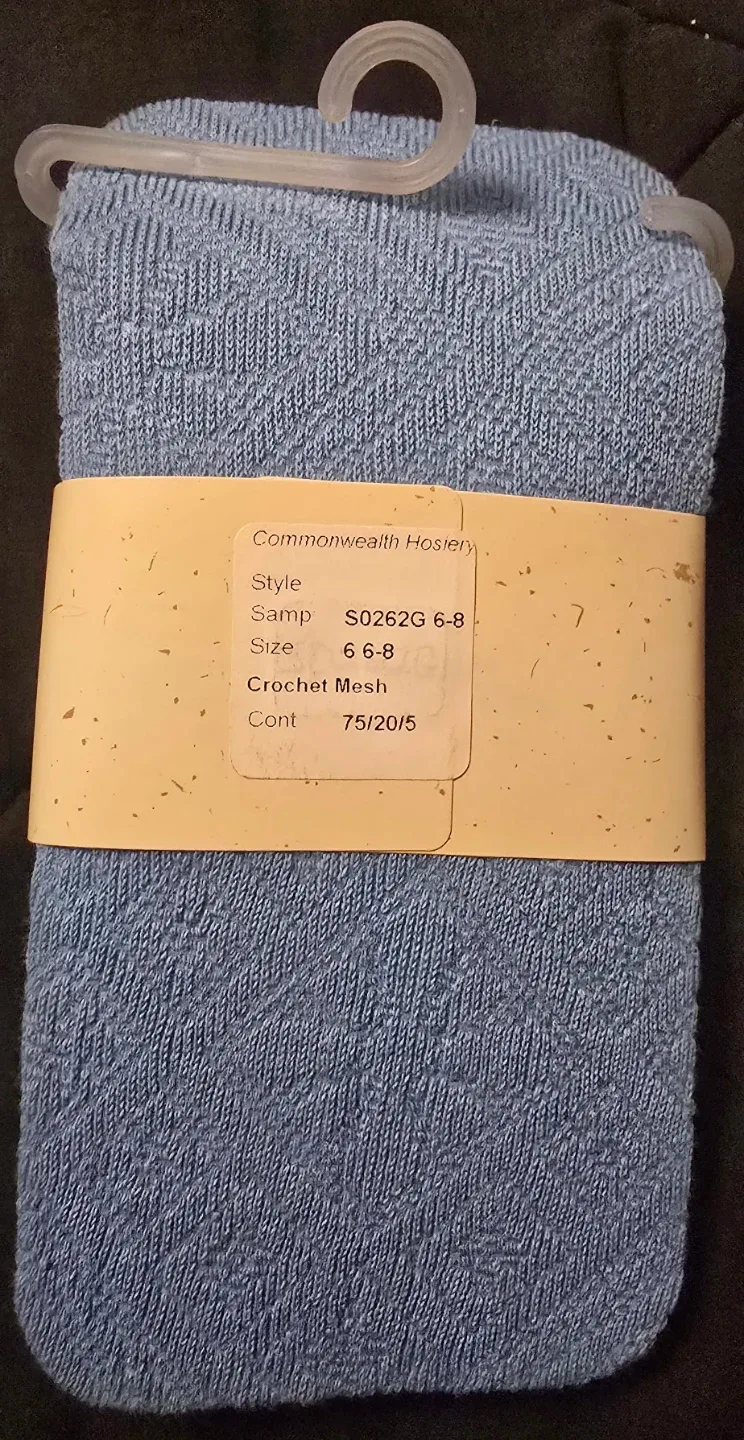 Commonwealth Hosiery
Style
Samp S0262G 6-8
Size 6 6-8
Crochet Mesh
Cont 75/20/5